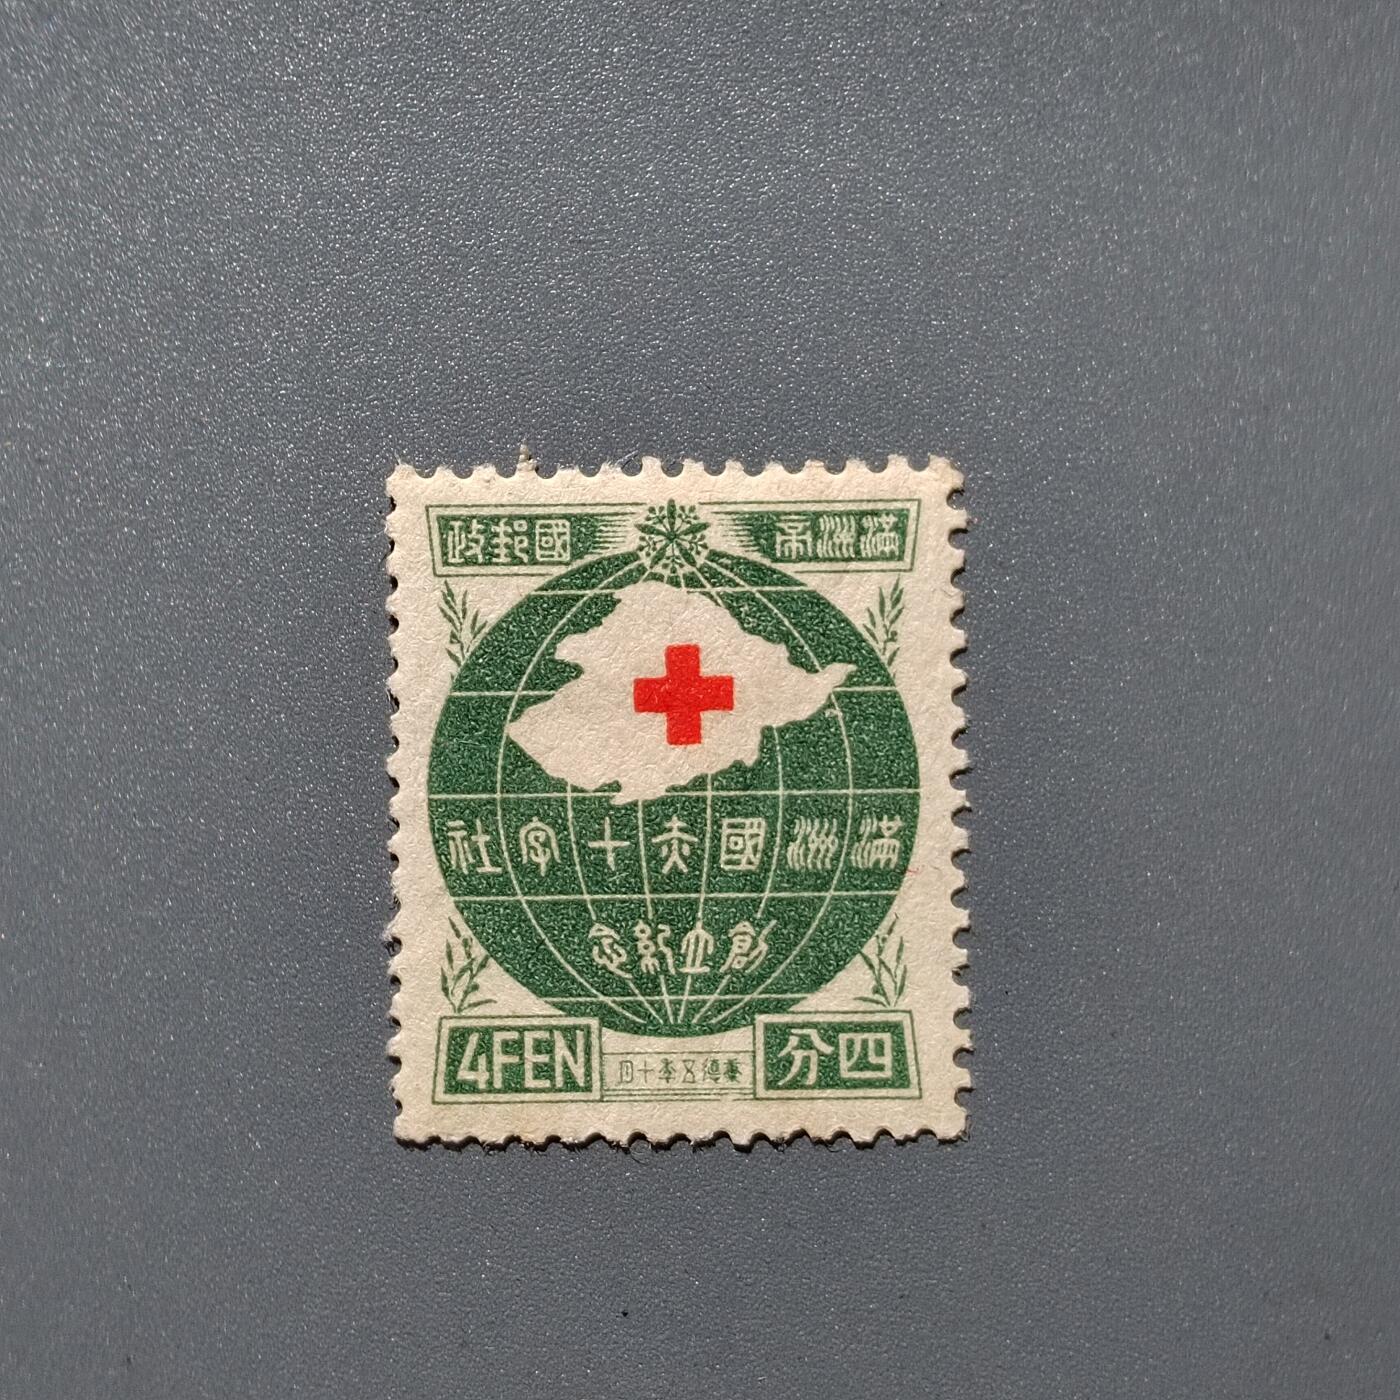 滿洲帝國郵政
滿洲國赤十字社
創立紀念
康德五年十月
4FEN
四分